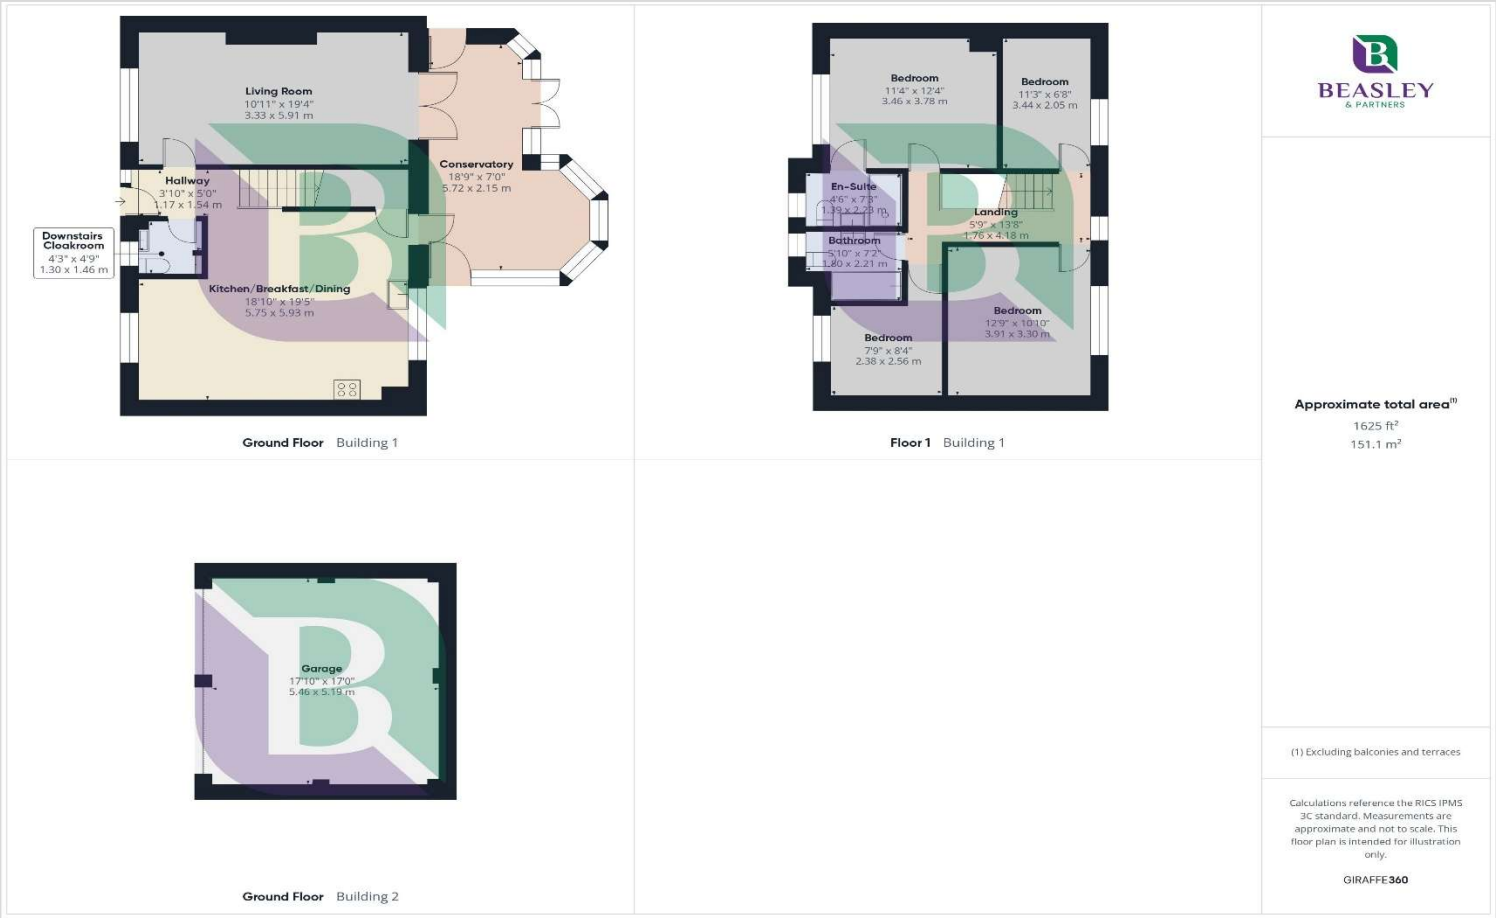 Living Room
10'11" x 19'4"
3.33 x 5.91 m
Hallway
3'10" x 5'0"
1.17 x 1.54 m
Conservatory
18'9" x 7'0"
5.72 x 2.15 m
Downstairs
Cloakroom
4'3" x 4'9"
1.30 x 1.46 m
Kitchen/Breakfast/Dining
18'10" x 19'5"
5.75 x 5.93 m
Ground Floor Building 1
Bedroom
11'4" x 12'4"
3.46 x 3.78 m
Bedroom
11'3" x 6'8"
3.44 x 2.05 m
En-Suite
4'6" x 7'3"
1.39 x 2.23 m
Landing
5'9" x 13'8"
1.76 x 4.18 m
Bathroom
5'10" x 7'2"
1.80 x 2.21 m
Bedroom
7'9" x 8'4"
2.38 x 2.56 m
Bedroom
12'9" x 10'10"
3.91 x 3.30 m
Floor 1 Building 1
Garage
17'10" x 17'0"
5.46 x 5.19 m
Ground Floor Building 2
B
BEASLEY
& PARTNERS
Approximate total area(1)
1625 ft²
151.1 m²
(1) Excluding balconies and terraces
Calculations reference the RICS IPMS
3C standard. Measurements are
approximate and not to scale. This
floor plan is intended for illustration
only.
GIRAFFE360